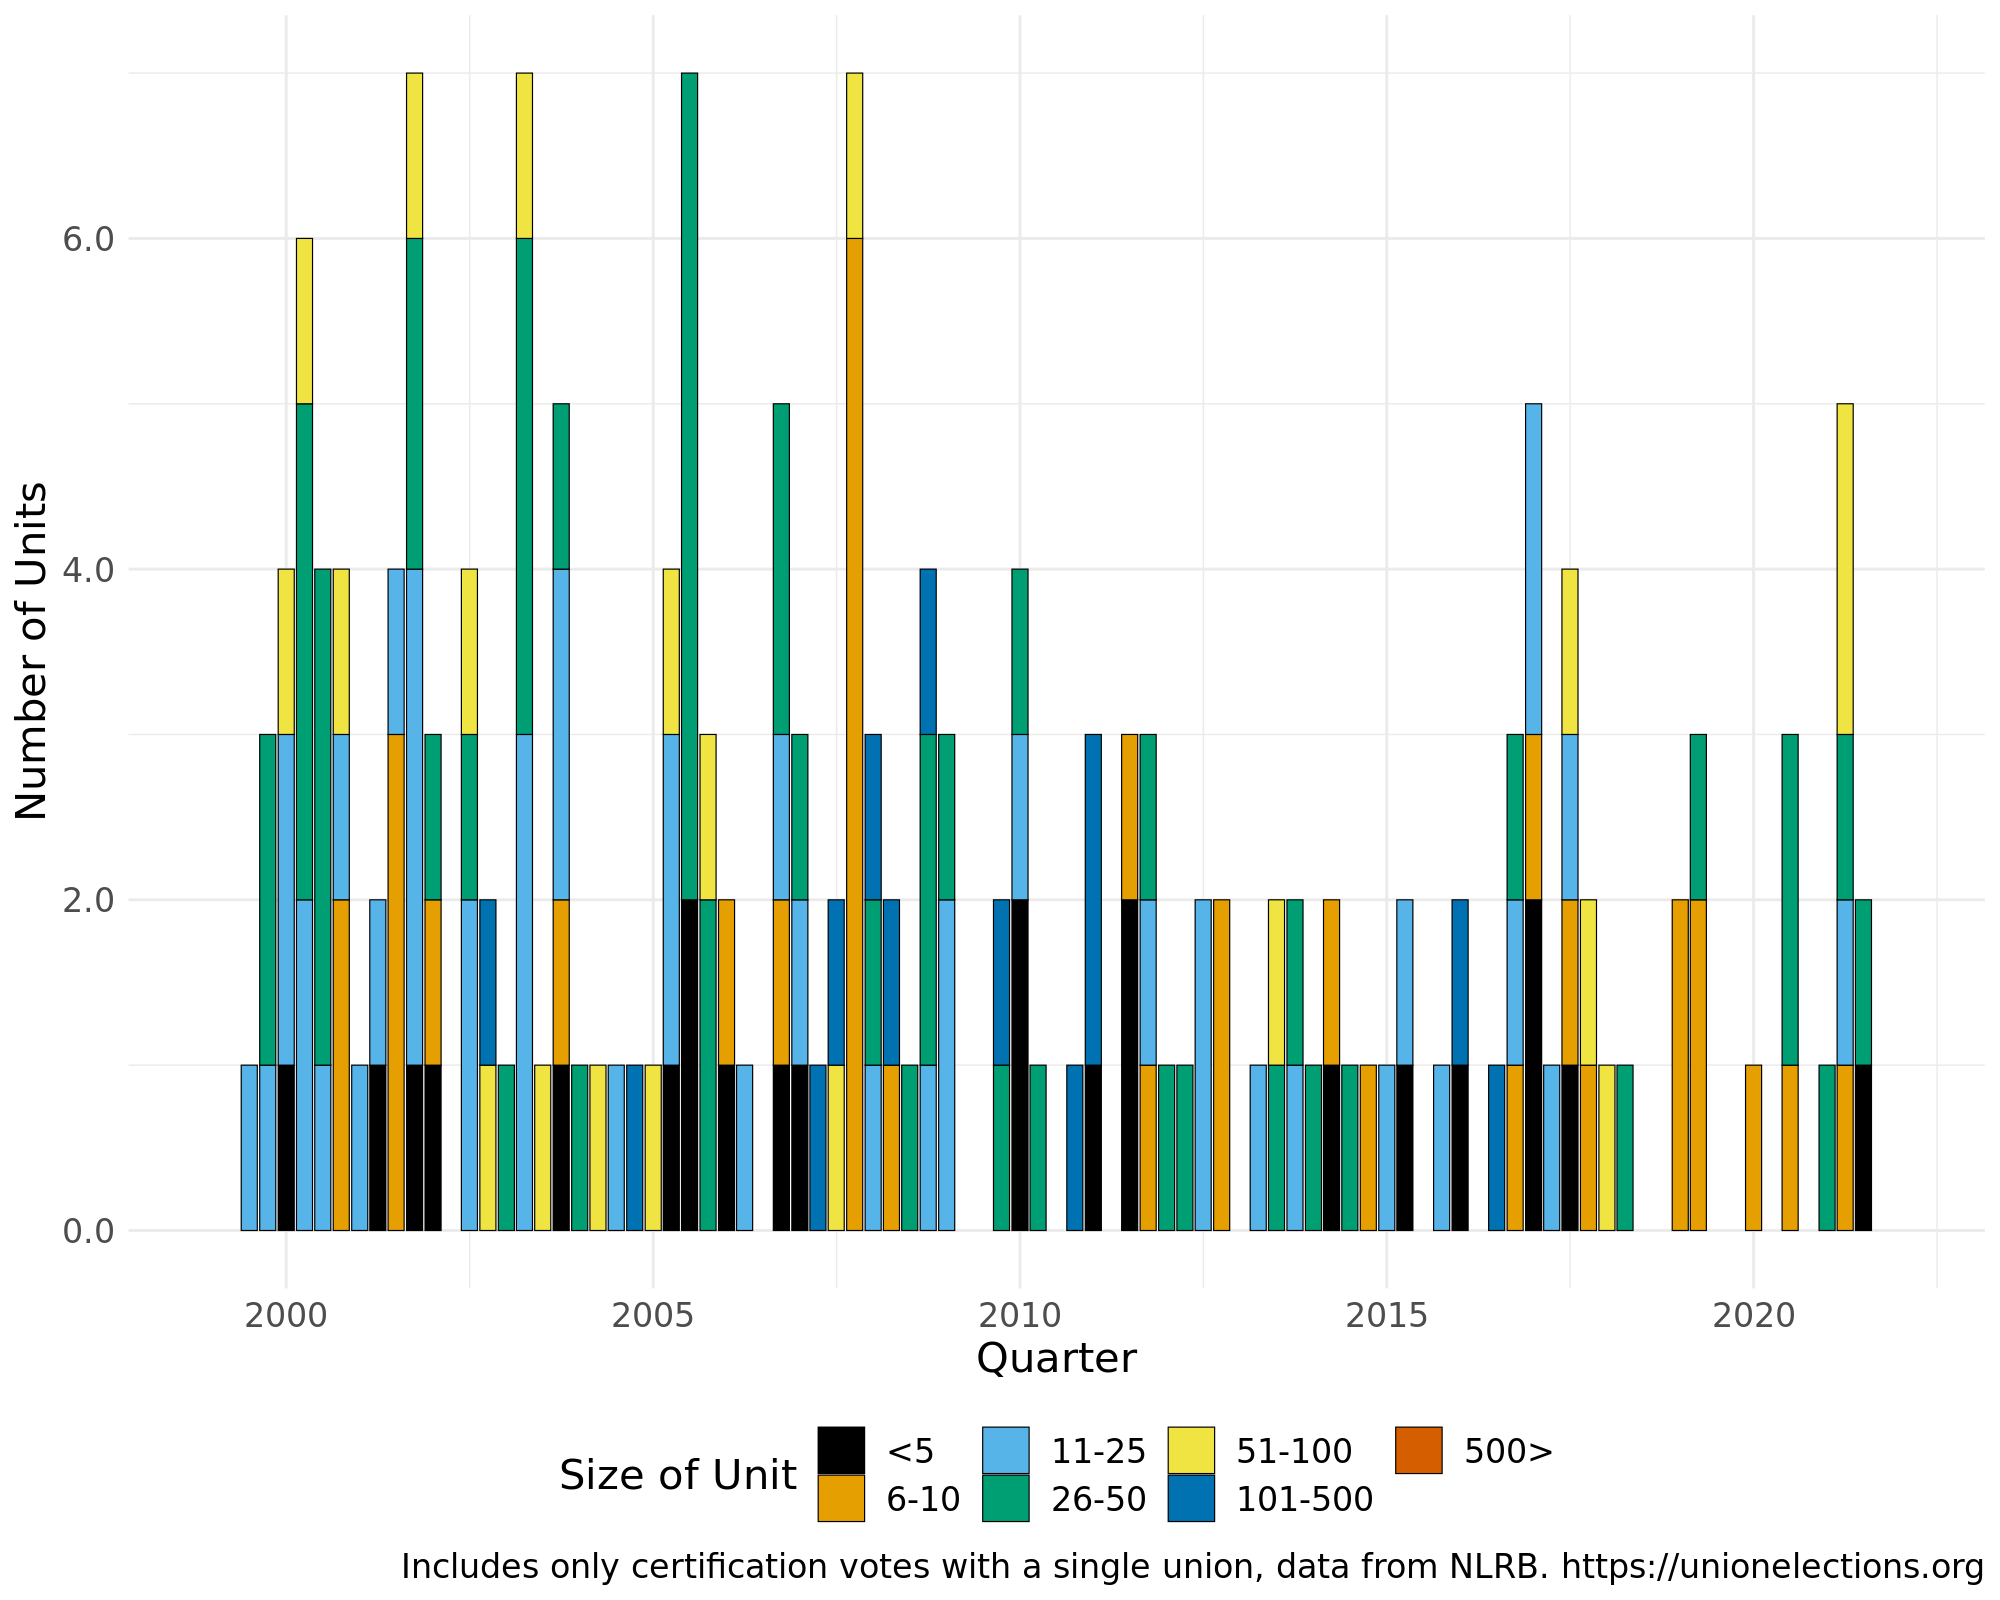 Number of Units
6.0
4.0
2.0
0.0
2000 2005 2010 2015 2020
Quarter
Size of Unit
<5 11-25 51-100 500>
6-10 26-50 101-500
Includes only certification votes with a single union, data from NLRB. https://unionelections.org